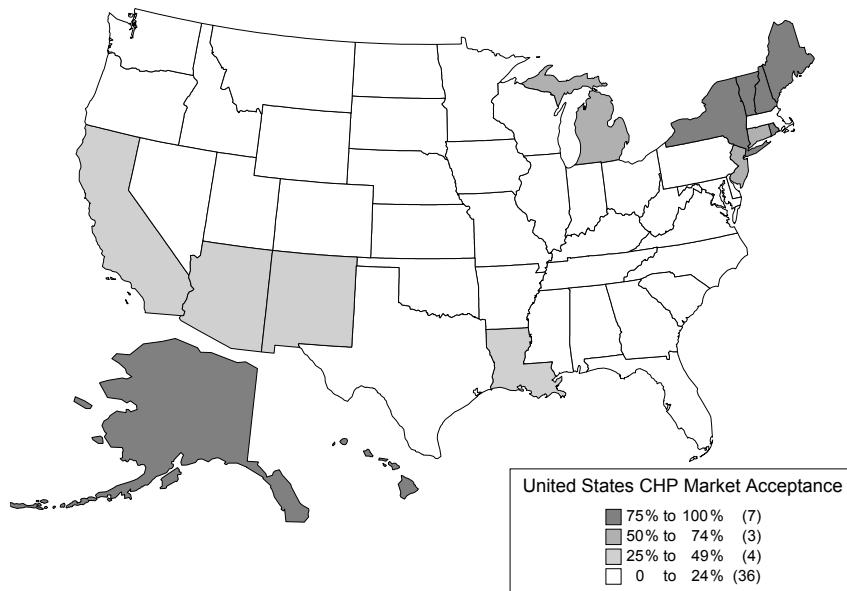 United States CHP Market Acceptance
75% to 100% (7)
50% to 74% (3)
25% to 49% (4)
0 to 24% (36)